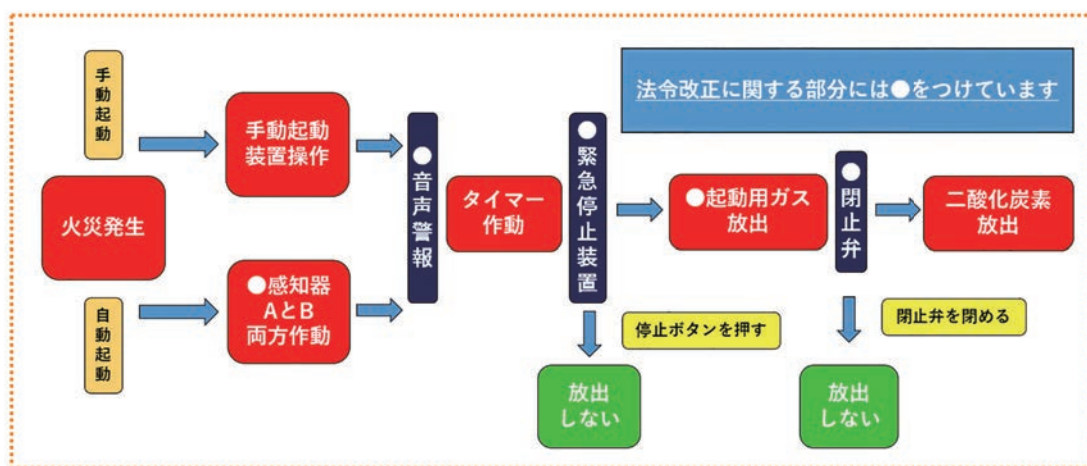 法令改正に関する部分には●をつけています
手動起動
火災発生
自動起動
手動起動
装置操作
●感知器
AとB
両方作動
●音声警報
タイマー
作動
●緊急停止装置
●起動用ガス
放出
●閉止弁
二酸化炭素
放出
停止ボタンを押す
放出
しない
閉止弁を閉める
放出
しない